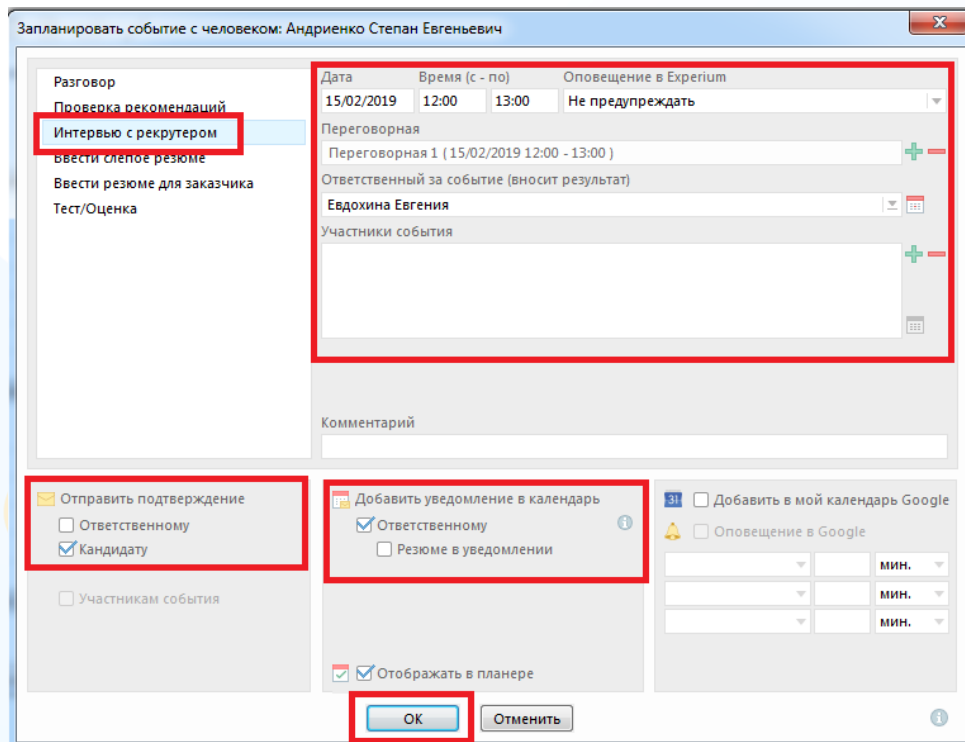 Запланировать событие с человеком: Андриенко Степан Евгеньевич
Разговор
Проверка рекомендаций
Интервью с рекрутером
Ввести слепое резюме
Ввести резюме для заказчика
Тест/Оценка
Дата Время (с - по) Оповещение в Experium
15/02/2019 12:00 13:00 Не предупреждать
Переговорная
Переговорная 1 ( 15/02/2019 12:00 - 13:00 )
Ответственный за событие (вносит результат)
Евдохина Евгения
Участники события
Комментарий
Отправить подтверждение
Ответственному
Кандидату
Участникам события
Добавить уведомление в календарь
Ответственному
Резюме в уведомлении
Отображать в планере
31 Добавить в мой календарь Google
Оповещение в Google
мин.
мин.
мин.
ОК Отменить